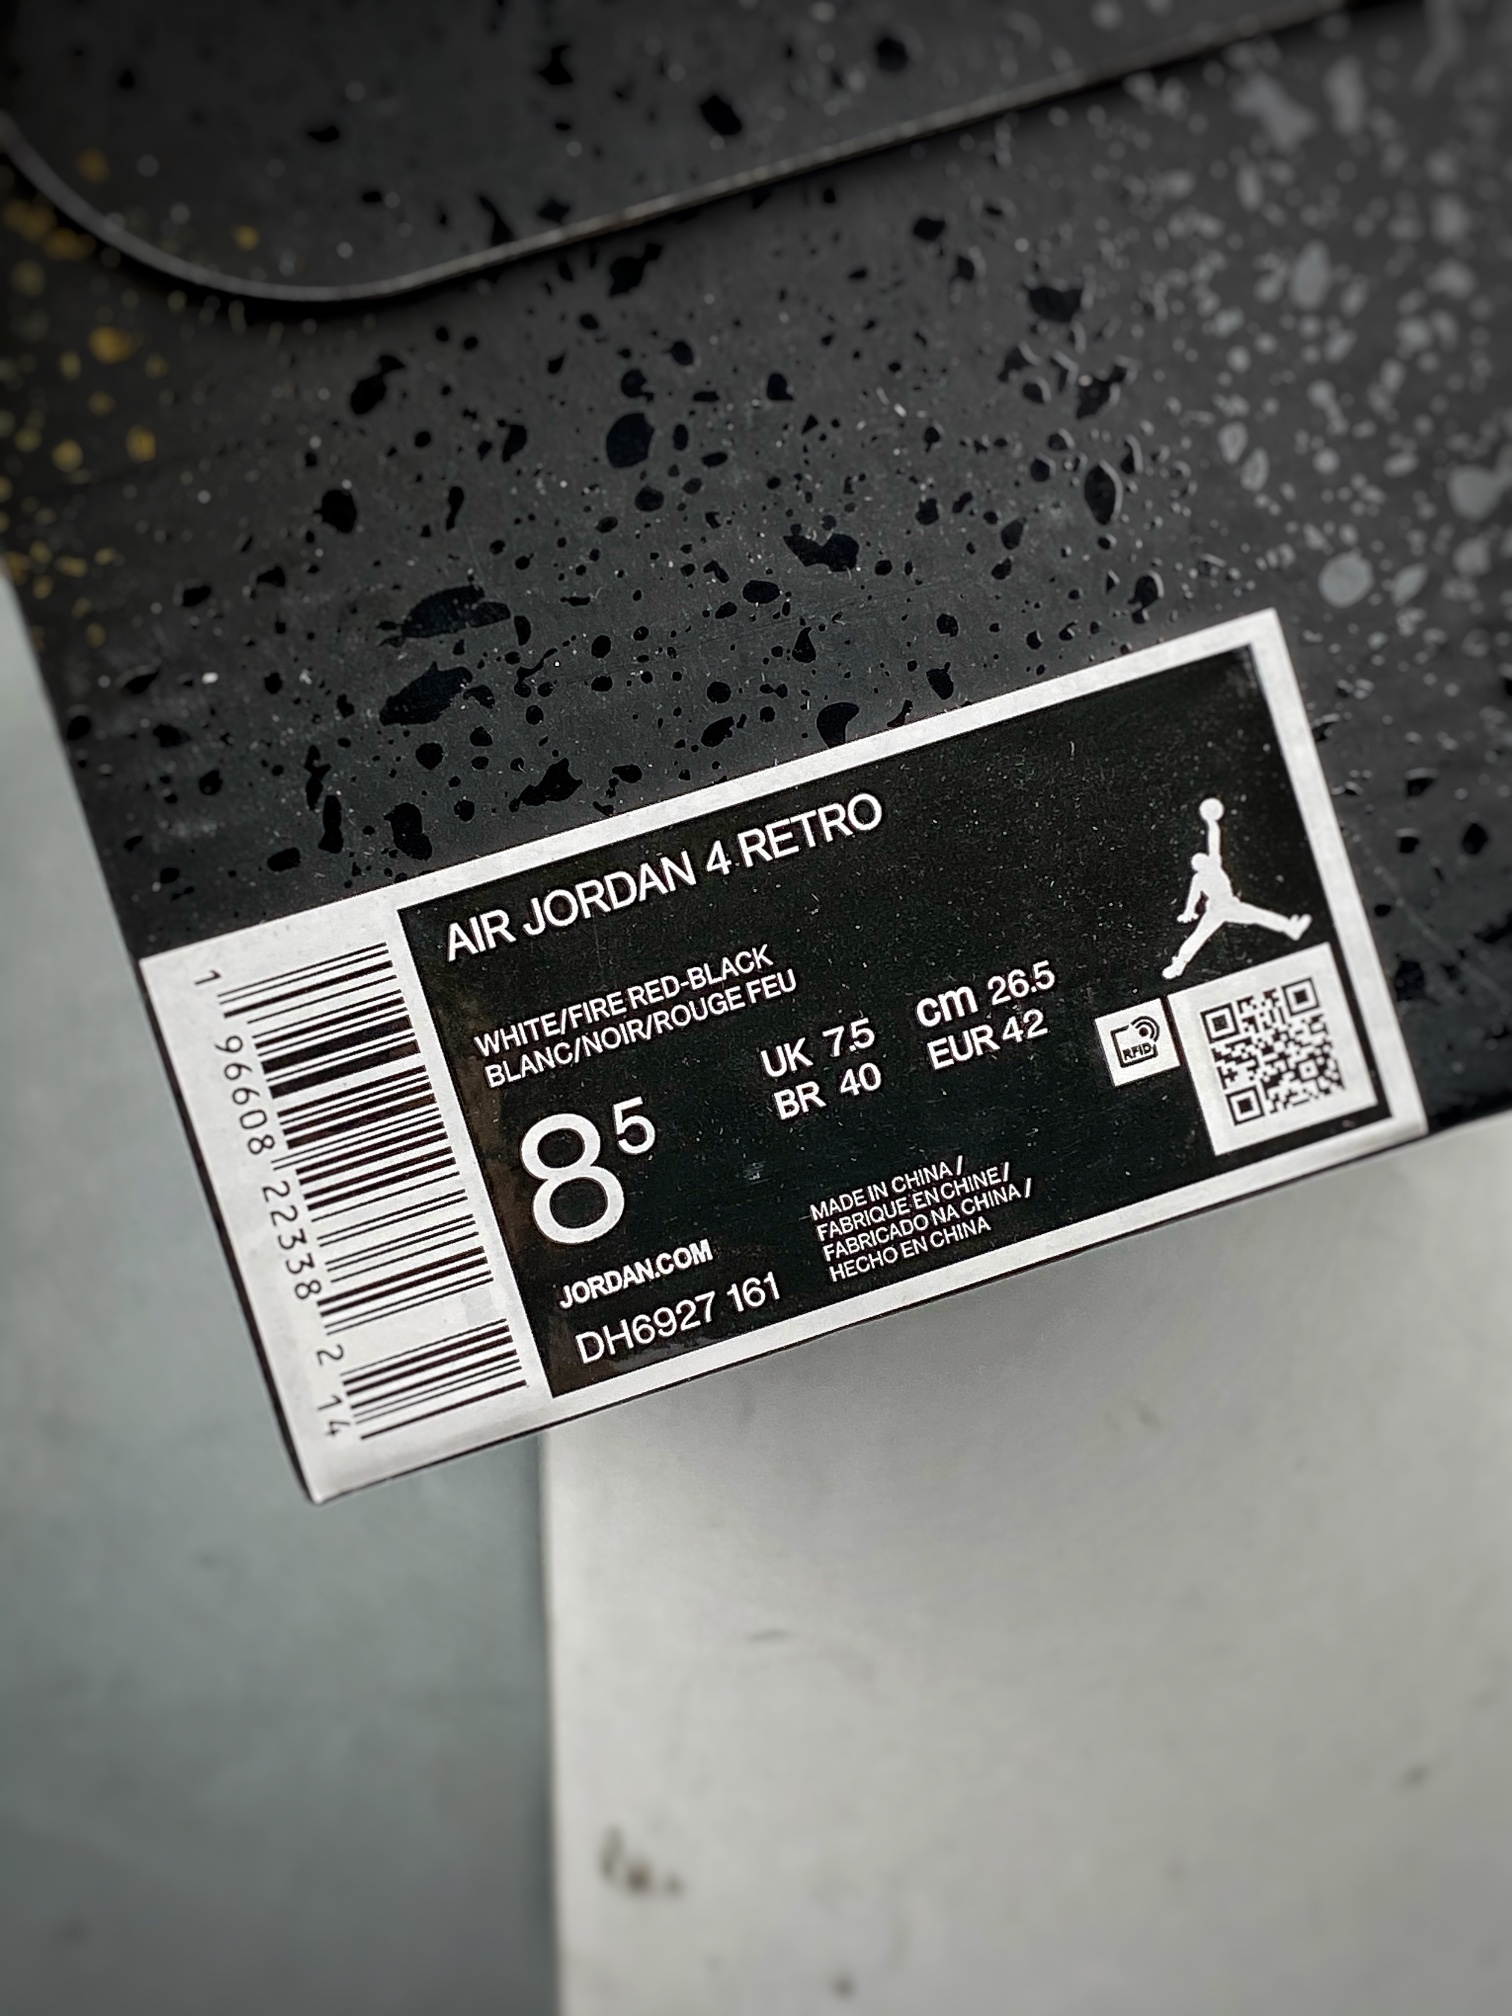 AIR JORDAN 4 RETRO
WHITE/FIRE RED-BLACK
BLANC/NOIR/ROUGE FEU
8 5
UK 7.5
BR 40
cm 26.5
EUR 42
RFID
JORDAN.COM
DH6927 161
MADE IN CHINA /
FABRIQUE EN CHINE /
FABRICADO NA CHINA /
HECHO EN CHINA
1 96608 22338 2 14